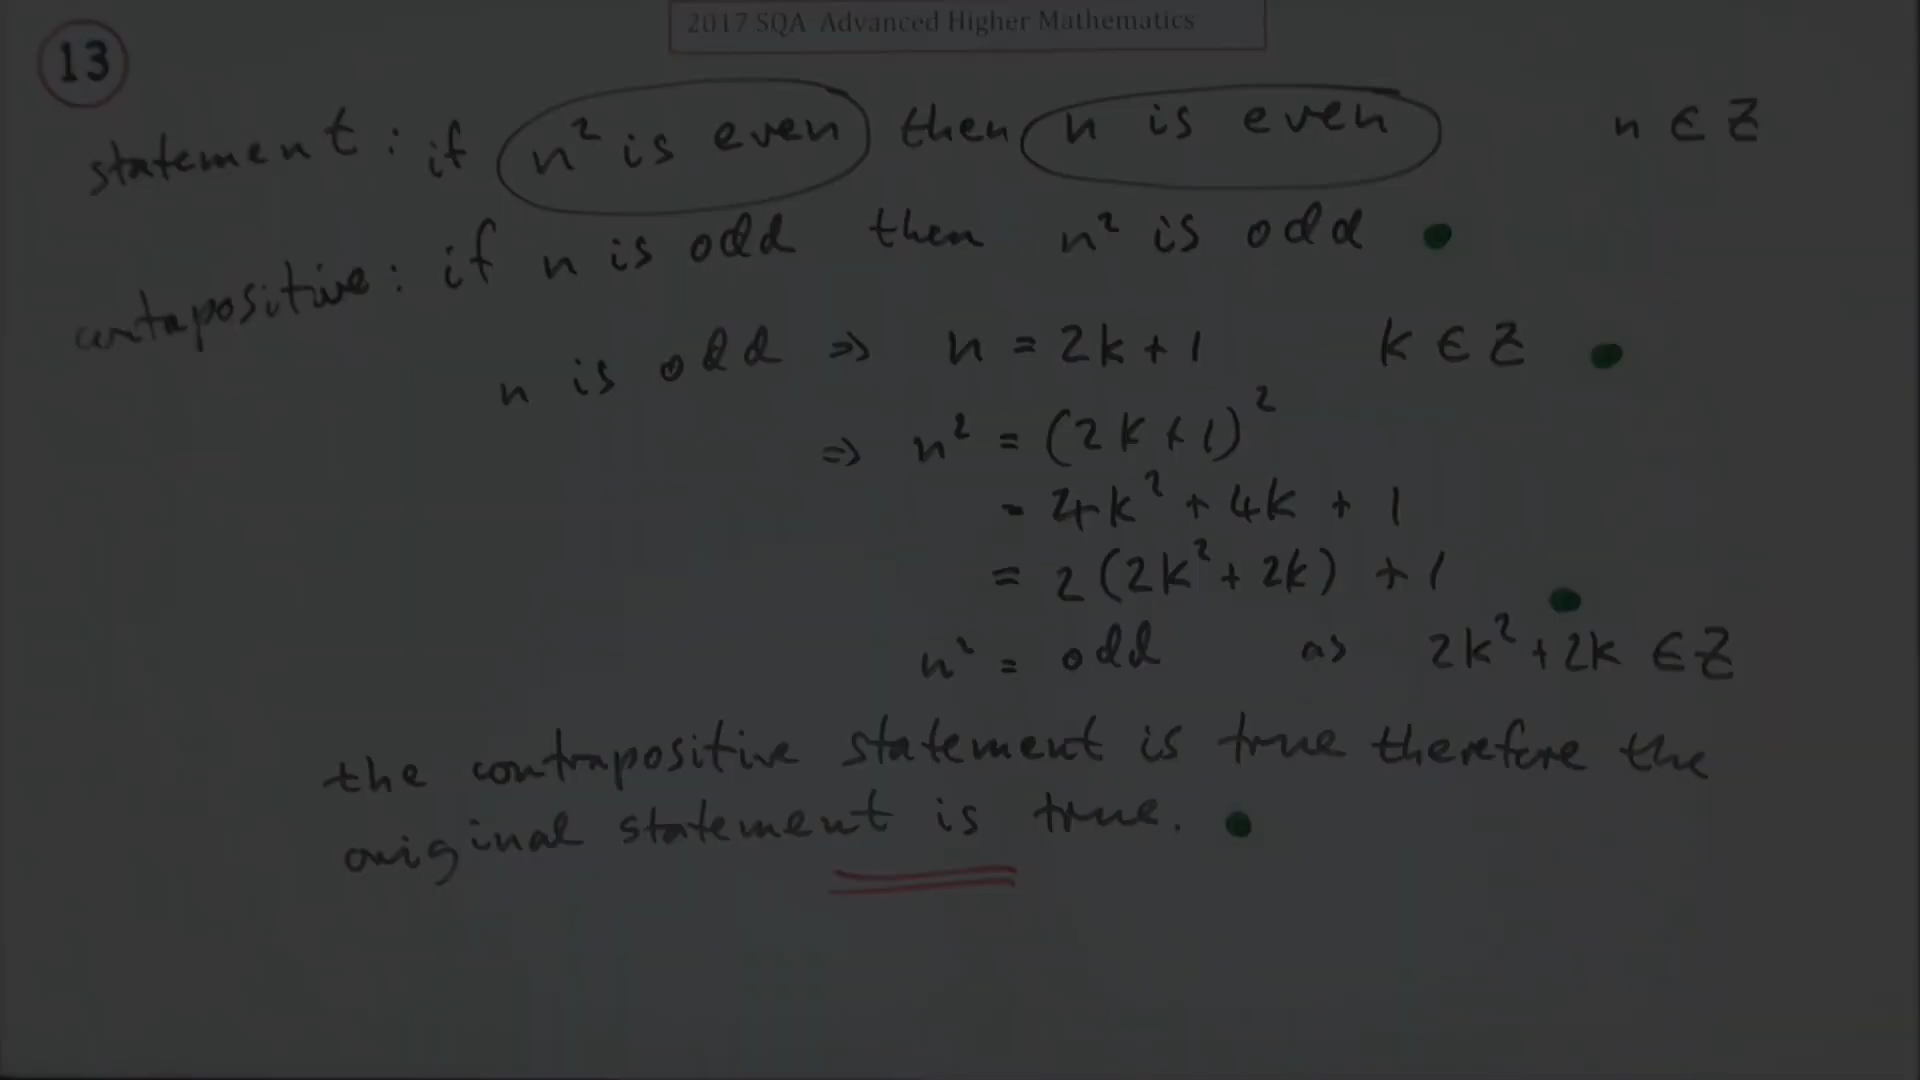 2017 SQA Advanced Higher Mathematics
13
statement: if n² is even then n is even n ∈ Z
contrapositive: if n is odd then n² is odd
n is odd ⇒ n = 2k + 1 k ∈ Z
⇒ n² = (2k + 1)²
= 4k² + 4k + 1
= 2(2k² + 2k) + 1
n² = odd as 2k² + 2k ∈ Z
the contrapositive statement is true therefore the
original statement is true.